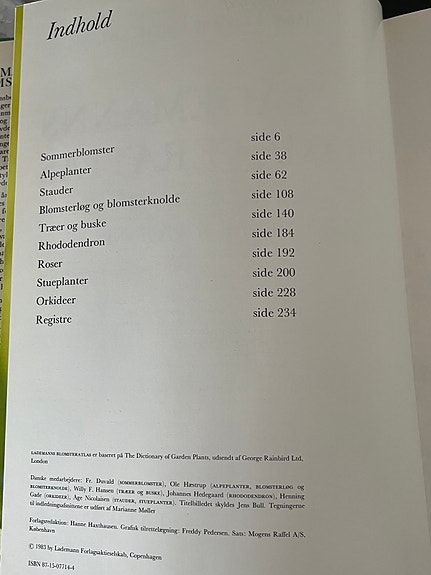 Indhold
Sommerblomster side 6
Alpeplanter side 38
Stauder side 62
Blomsterløg og blomsterknolde side 108
Træer og buske side 140
Rhododendron side 184
Roser side 192
Stueplanter side 200
Orkideer side 228
Registre side 234
LADEMANNS BLOMSTERATLAS er baseret på The Dictionary of Garden Plants, udsendt af George Rainbird Ltd,
London
Danske medarbejdere: Fr. Duvald (SOMMERBLOMSTER), Ole Høstrup (ALPEPLANTER, BLOMSTERLØG OG
BLOMSTERKNOLDE), Willy F. Hansen (TRÆER OG BUSKE), Johannes Hedegaard (RHODODENDRON), Henning
Gade (ORKIDEER), Åge Nicolaisen (STAUDER, STUEPLANTER). Titelbilledet skyldes Jens Bull. Tegningerne
til indledningsafsnittene er udført af Marianne Møller
Forlagsredaktion: Hanne Haxthausen. Grafisk tilrettelægning: Freddy Pedersen. Sats: Mogens Raffel A/S,
København
© 1983 by Lademann Forlagsaktieselskab, Copenhagen
ISBN 87-15-07714-4